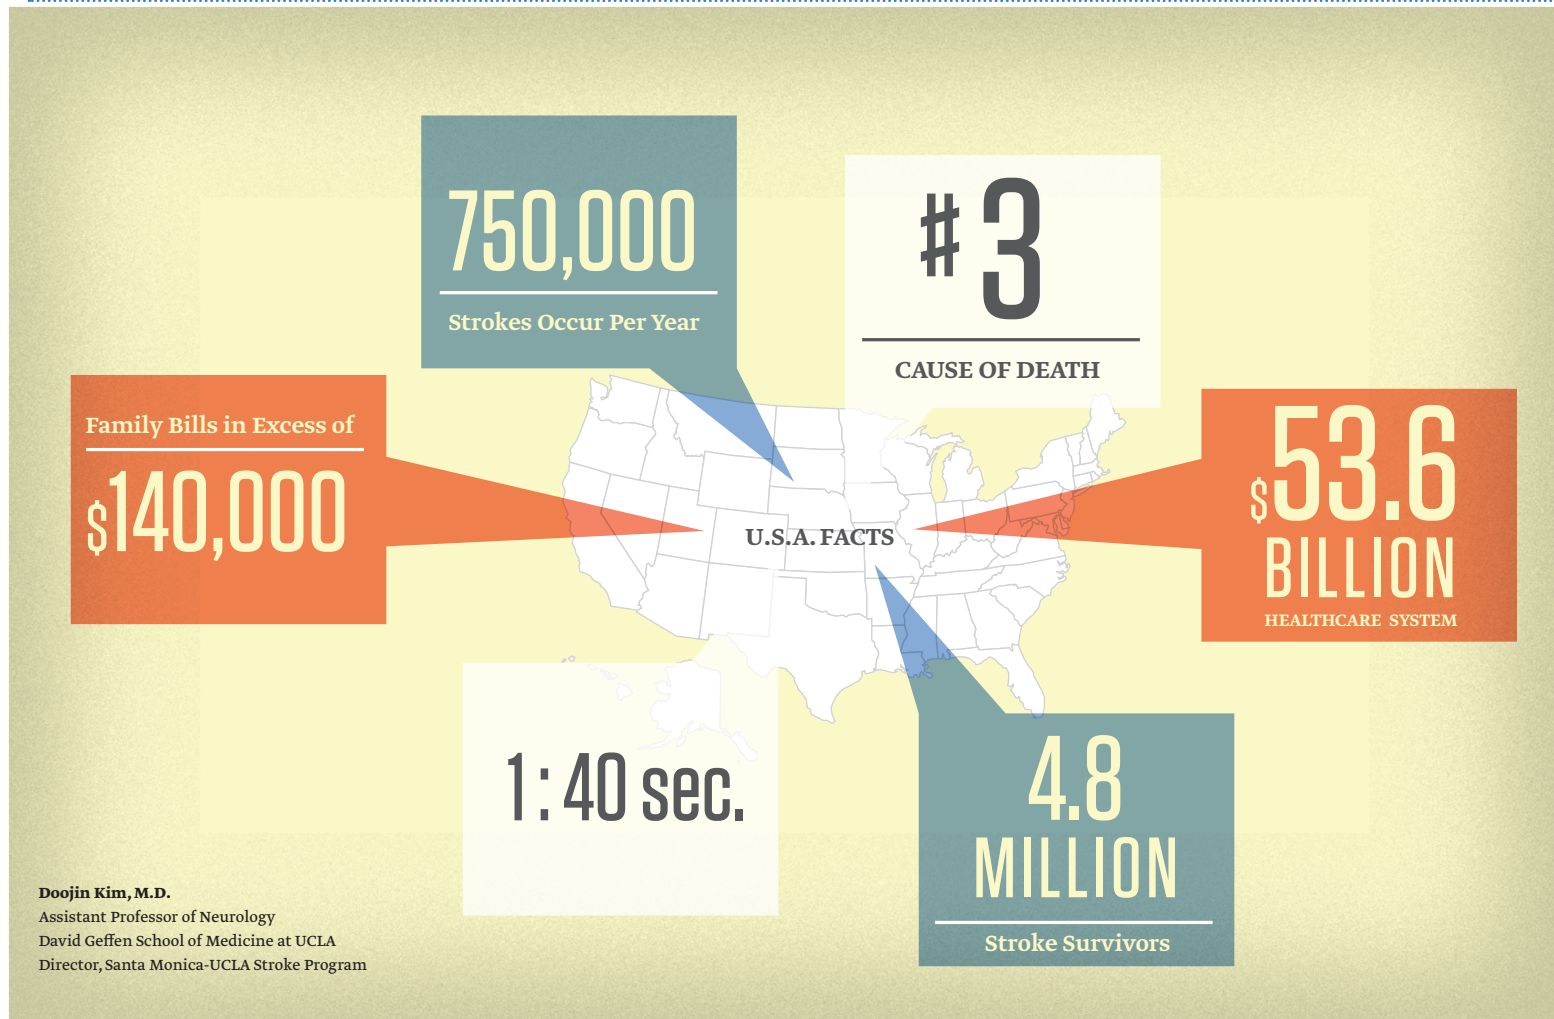 750,000
Strokes Occur Per Year
# 3
CAUSE OF DEATH
Family Bills in Excess of
$140,000
$53.6
BILLION
HEALTHCARE SYSTEM
U.S.A. FACTS
1:40 sec.
4.8
MILLION
Stroke Survivors
Doojin Kim, M.D.
Assistant Professor of Neurology
David Geffen School of Medicine at UCLA
Director, Santa Monica-UCLA Stroke Program